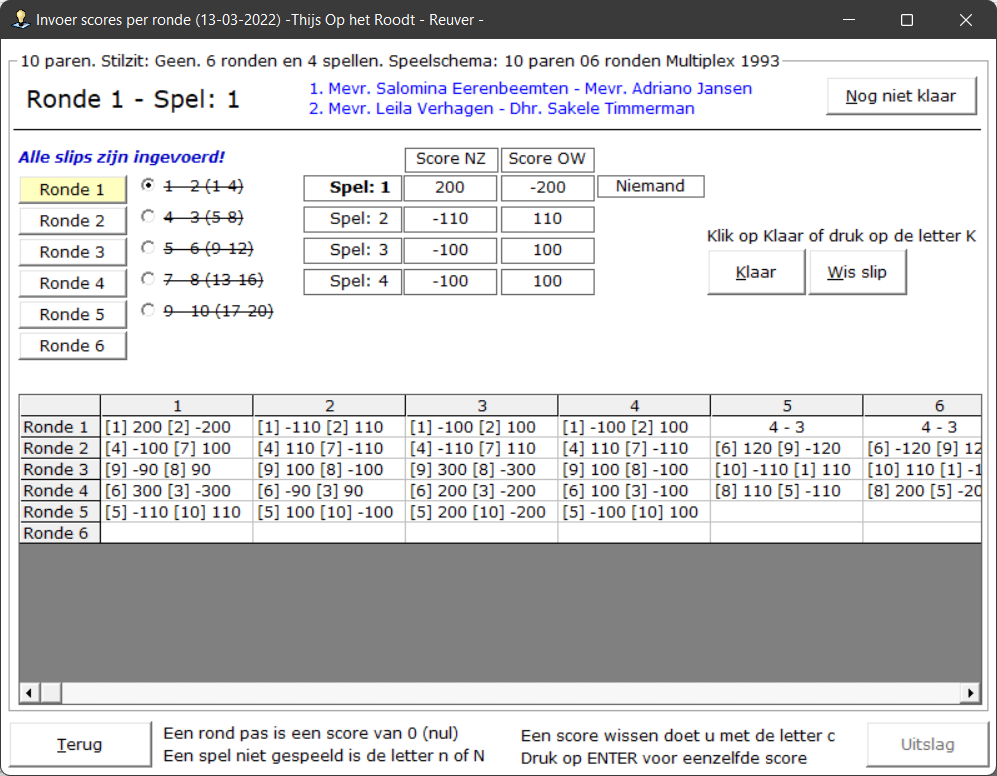 Invoer scores per ronde (13-03-2022) -Thijs Op het Roodt - Reuver -
10 paren. Stilzit: Geen. 6 ronden en 4 spellen. Speelschema: 10 paren 06 ronden Multiplex 1993
Ronde 1 - Spel: 1
1. Mevr. Salomina Eerenbeemten - Mevr. Adriano Jansen
2. Mevr. Leila Verhagen - Dhr. Sakele Timmerman
Nog niet klaar
Alle slips zijn ingevoerd!
Score NZ Score OW
Ronde 1 1 - 2 (1-4) Spel: 1 200 -200 Niemand
Ronde 2 4 - 3 (5-8) Spel: 2 -110 110
Ronde 3 5 - 6 (9-12) Spel: 3 -100 100
Ronde 4 7 - 8 (13-16) Spel: 4 -100 100
Ronde 5 9 - 10 (17-20)
Ronde 6
Klik op Klaar of druk op de letter K
Klaar Wis slip
1 2 3 4 5 6
Ronde 1 [1] 200 [2] -200 [1] -110 [2] 110 [1] -100 [2] 100 [1] -100 [2] 100 4 - 3 4 - 3
Ronde 2 [4] -100 [7] 100 [4] 110 [7] -110 [4] -110 [7] 110 [4] 110 [7] -110 [6] 120 [9] -120 [6] -120 [9] 12
Ronde 3 [9] -90 [8] 90 [9] 100 [8] -100 [9] 300 [8] -300 [9] 100 [8] -100 [10] -110 [1] 110 [10] 110 [1] -1
Ronde 4 [6] 300 [3] -300 [6] -90 [3] 90 [6] 200 [3] -200 [6] 100 [3] -100 [8] 110 [5] -110 [8] 200 [5] -20
Ronde 5 [5] -110 [10] 110 [5] 100 [10] -100 [5] 200 [10] -200 [5] -100 [10] 100
Ronde 6
Terug
Een rond pas is een score van 0 (nul)
Een spel niet gespeeld is de letter n of N
Een score wissen doet u met de letter c
Druk op ENTER voor eenzelfde score
Uitslag